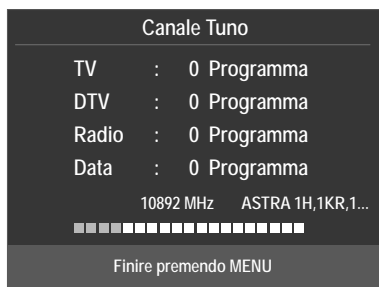 Canale Tuno
TV : 0 Programma
DTV : 0 Programma
Radio : 0 Programma
Data : 0 Programma
10892 MHz ASTRA 1H,1KR,1...
Finire premendo MENU